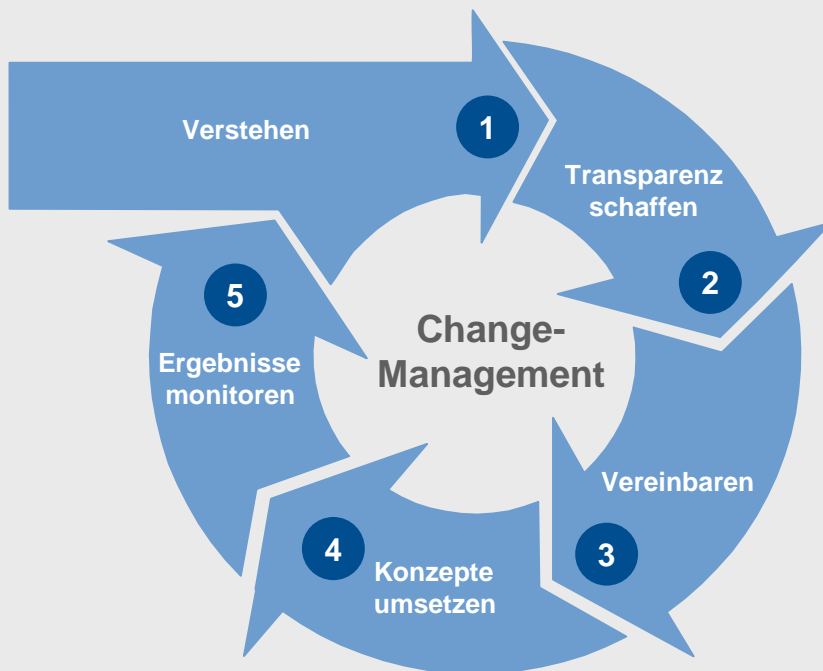 Verstehen
1
Transparenz
schaffen
2
Change-
Management
5
Ergebnisse
monitoren
Vereinbaren
3
4
Konzepte
umsetzen